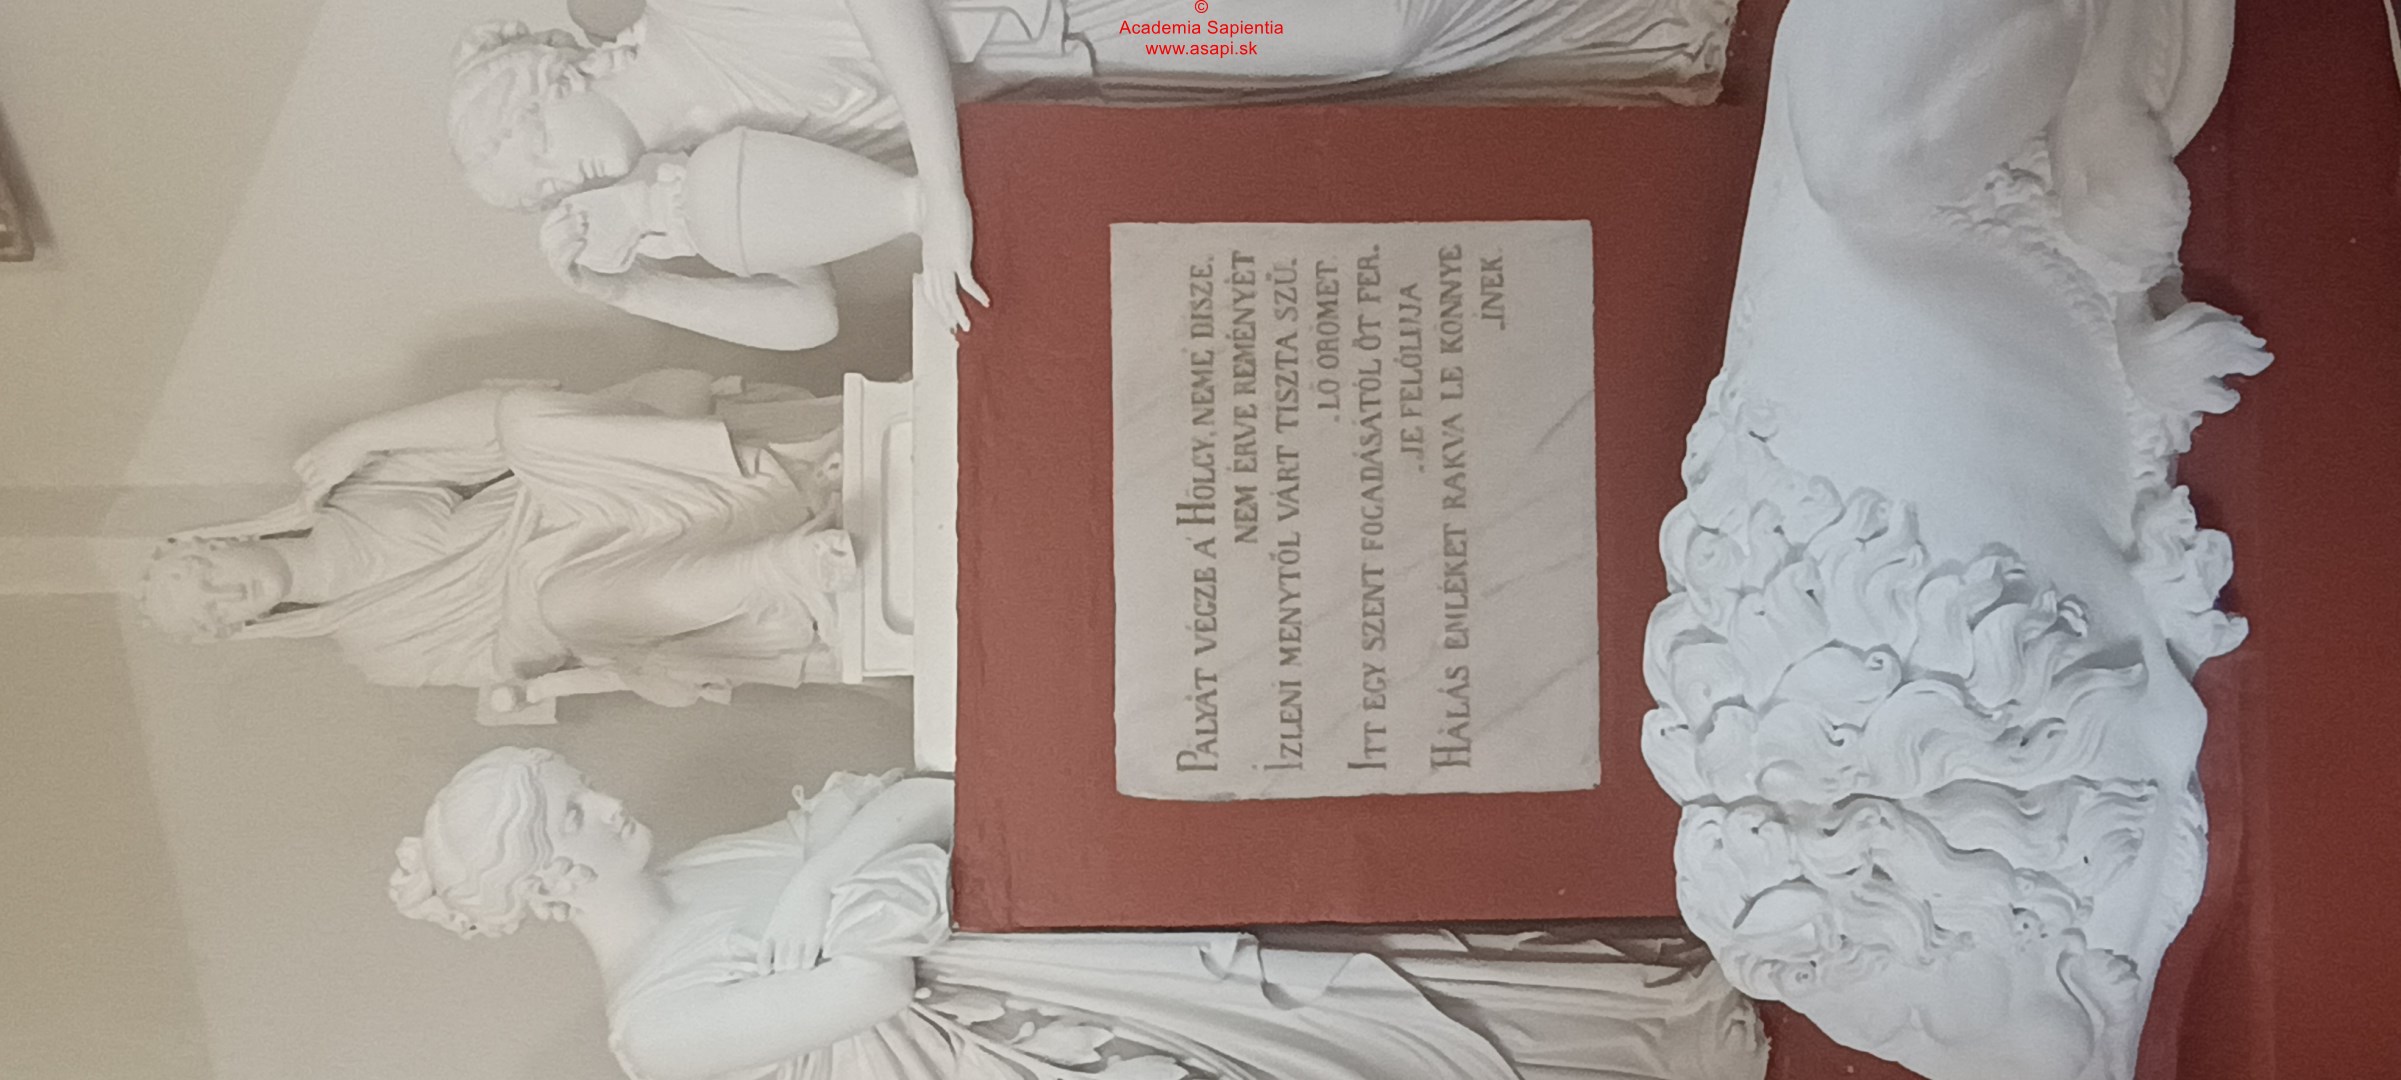 ©
Academia Sapientia
www.asapi.sk
PALYÁT VÉGZE A' HÖLGY, NEME' DISZE,
NEM ÉRVE REMÉNYÉT
ÍZLENI MENYTŐL VÁRT TISZTA SZŰ-
-LŐ ÖRÖMET.
ITT EGY SZENT FOGADÁSÁTÓL ŐT FÉR-
-JE FELÓLDJA
HÁLÁS EMLÉKET RAKVA LE KÖNNYE
-INEK.